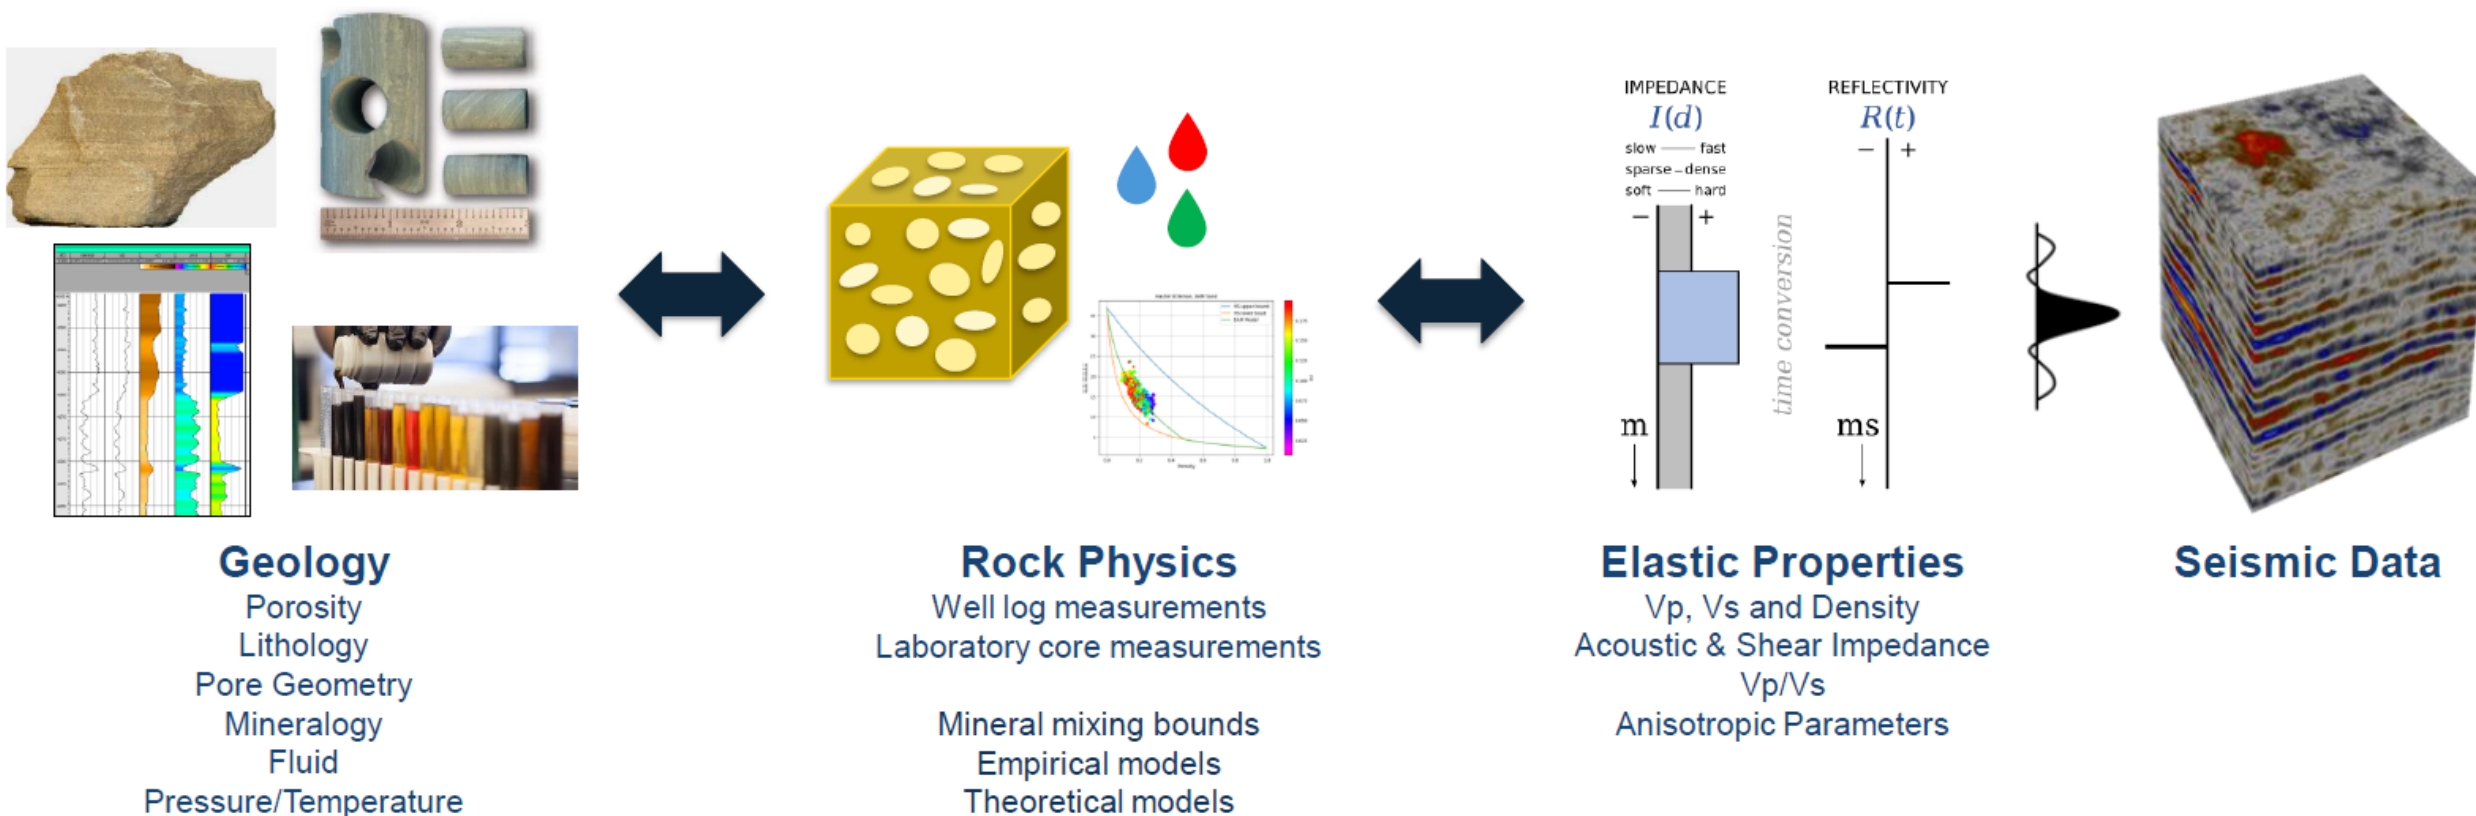 IMPEDANCE
I(d)
slow fast
sparse dense
soft hard
− +
m
time conversion
REFLECTIVITY
R(t)
− +
ms
Geology
Porosity
Lithology
Pore Geometry
Mineralogy
Fluid
Pressure/Temperature
Rock Physics
Well log measurements
Laboratory core measurements
Mineral mixing bounds
Empirical models
Theoretical models
Elastic Properties
Vp, Vs and Density
Acoustic & Shear Impedance
Vp/Vs
Anisotropic Parameters
Seismic Data